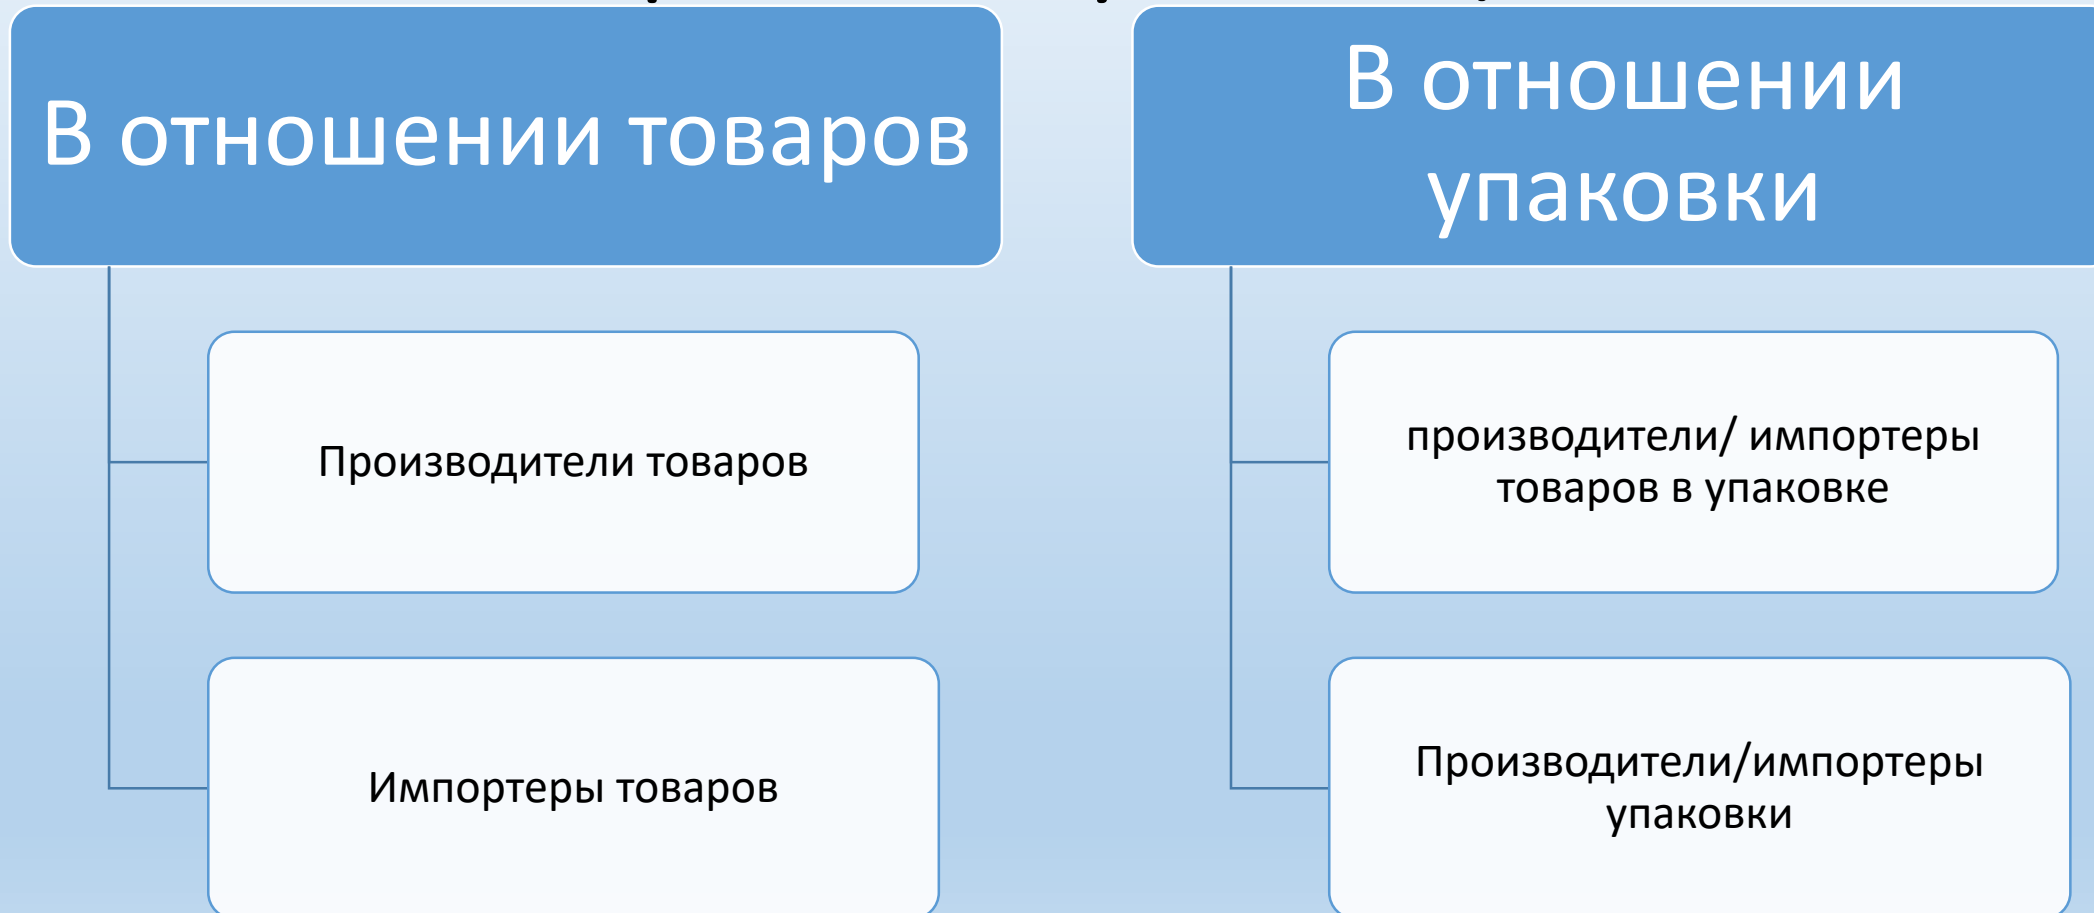 В отношении товаров
Производители товаров
Импортеры товаров
В отношении
упаковки
производители/ импортеры
товаров в упаковке
Производители/импортеры
упаковки